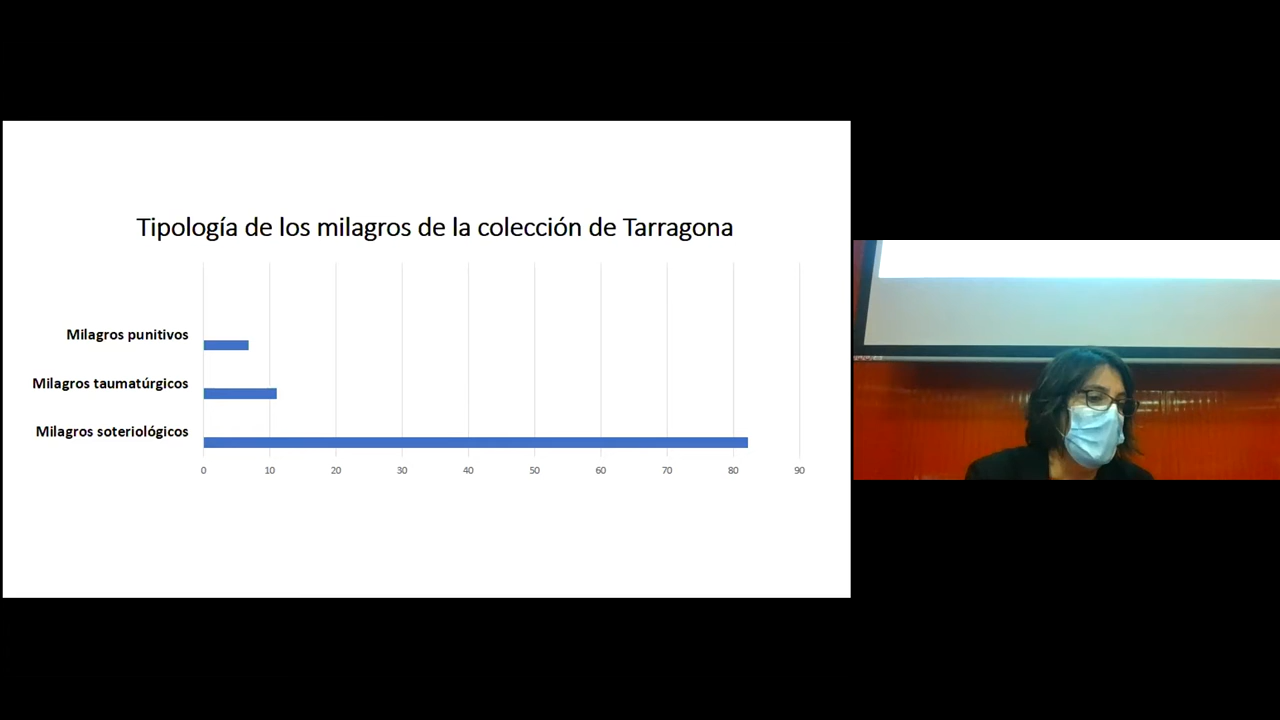 Tipología de los milagros de la colección de Tarragona
Milagros punitivos
Milagros taumatúrgicos
Milagros soteriológicos
0 10 20 30 40 50 60 70 80 90